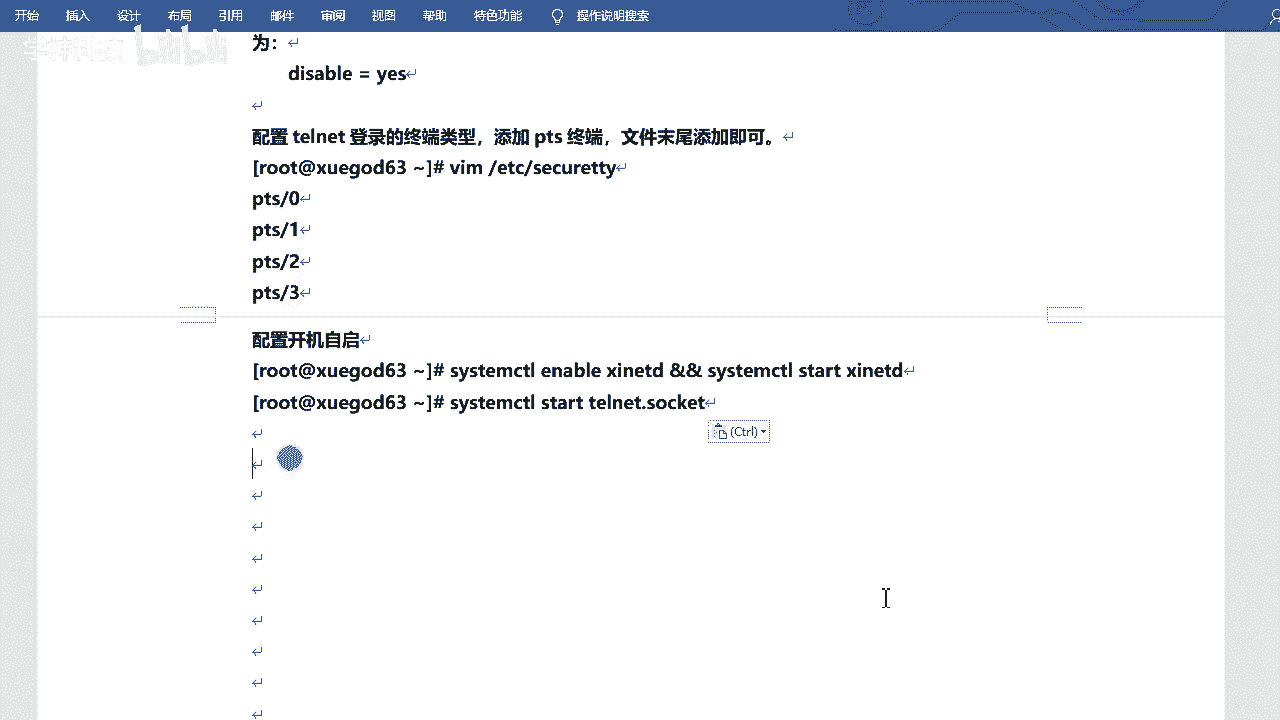 开始 插入 设计 布局 引用 邮件 审阅 视图 帮助 特色功能 操作说明搜索
bilibili
为：
disable = yes
配置 telnet 登录的终端类型，添加 pts 终端，文件末尾添加即可。
[root@xuegod63 ~]# vim /etc/securetty
pts/0
pts/1
pts/2
pts/3
配置开机自启
[root@xuegod63 ~]# systemctl enable xinetd && systemctl start xinetd
[root@xuegod63 ~]# systemctl start telnet.socket
(Ctrl)